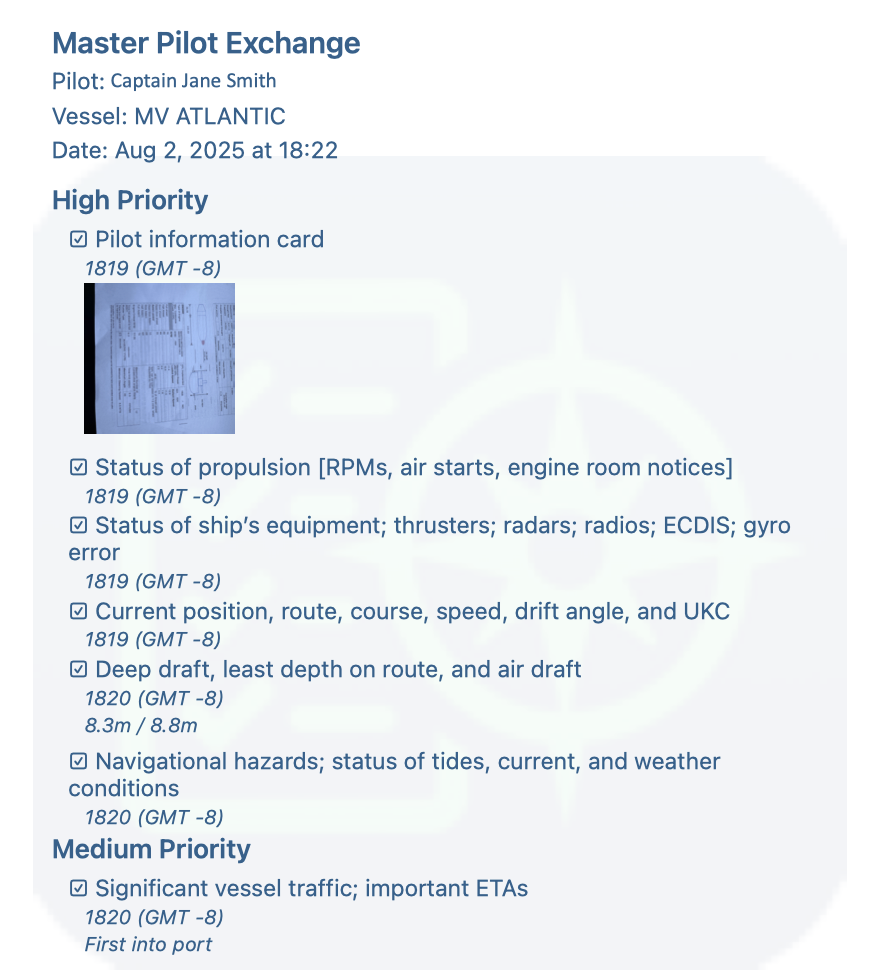 Master Pilot Exchange
Pilot: Captain Jane Smith
Vessel: MV ATLANTIC
Date: Aug 2, 2025 at 18:22
High Priority
☑ Pilot information card
1819 (GMT -8)
☑ Status of propulsion [RPMs, air starts, engine room notices]
1819 (GMT -8)
☑ Status of ship’s equipment; thrusters; radars; radios; ECDIS; gyro
error
1819 (GMT -8)
☑ Current position, route, course, speed, drift angle, and UKC
1819 (GMT -8)
☑ Deep draft, least depth on route, and air draft
1820 (GMT -8)
8.3m / 8.8m
☑ Navigational hazards; status of tides, current, and weather
conditions
1820 (GMT -8)
Medium Priority
☑ Significant vessel traffic; important ETAs
1820 (GMT -8)
First into port